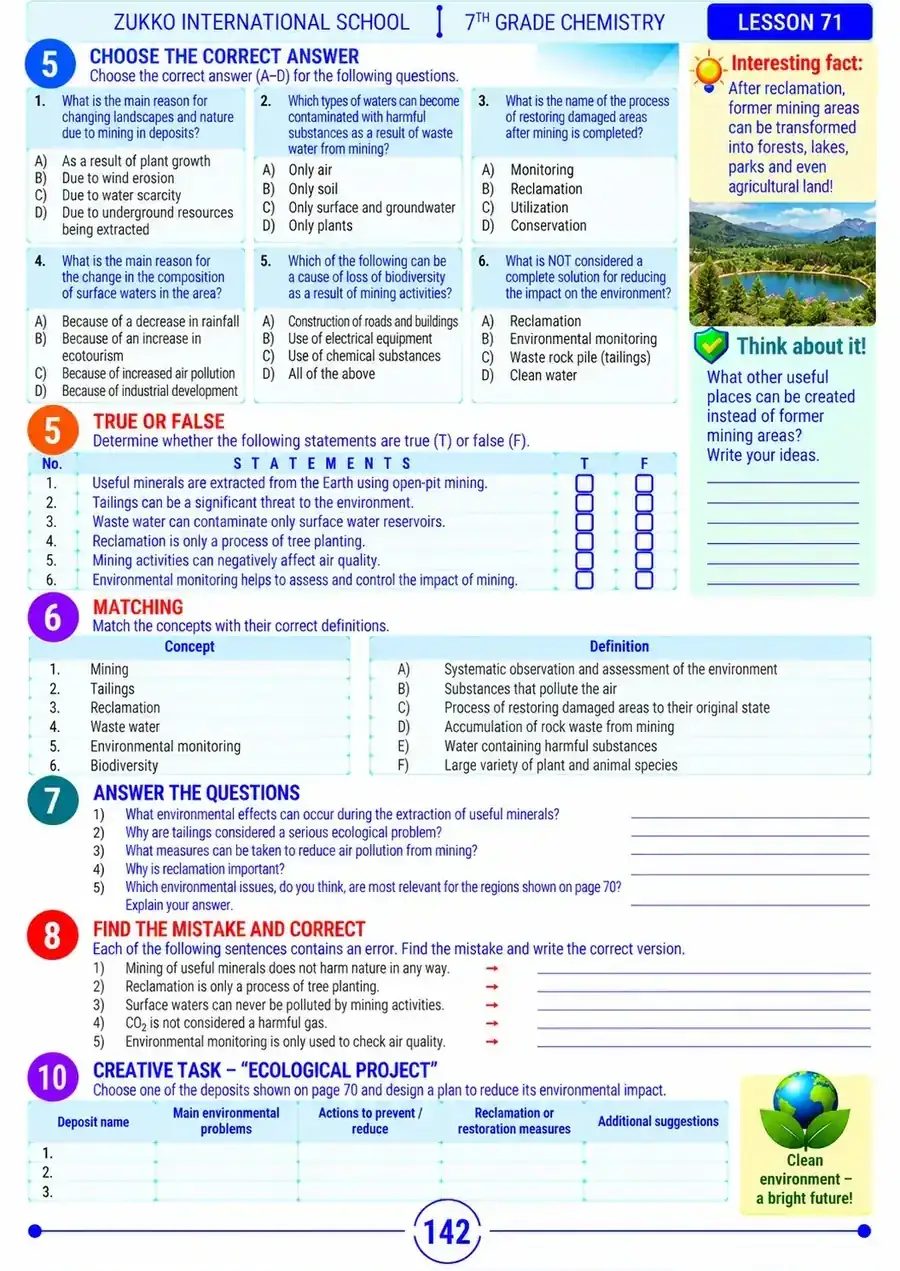 ZUKKO INTERNATIONAL SCHOOL
7TH GRADE CHEMISTRY
LESSON 71
5
CHOOSE THE CORRECT ANSWER
Choose the correct answer (A–D) for the following questions.
1. What is the main reason for
changing landscapes and nature
due to mining in deposits?
A) As a result of plant growth
B) Due to wind erosion
C) Due to water scarcity
D) Due to underground resources
being extracted
2. Which types of waters can become
contaminated with harmful
substances as a result of waste
water from mining?
A) Only air
B) Only soil
C) Only surface and groundwater
D) Only plants
3. What is the name of the process
of restoring damaged areas
after mining is completed?
A) Monitoring
B) Reclamation
C) Utilization
D) Conservation
4. What is the main reason for
the change in the composition
of surface waters in the area?
A) Because of a decrease in rainfall
B) Because of an increase in
ecotourism
C) Because of increased air pollution
D) Because of industrial development
5. Which of the following can be
a cause of loss of biodiversity
as a result of mining activities?
A) Construction of roads and buildings
B) Use of electrical equipment
C) Use of chemical substances
D) All of the above
6. What is NOT considered a
complete solution for reducing
the impact on the environment?
A) Reclamation
B) Environmental monitoring
C) Waste rock pile (tailings)
D) Clean water
Interesting fact:
After reclamation,
former mining areas
can be transformed
into forests, lakes,
parks and even
agricultural land!
Think about it!
What other useful
places can be created
instead of former
mining areas?
Write your ideas.
5
TRUE OR FALSE
Determine whether the following statements are true (T) or false (F).
No. STATEMENTS T F
1. Useful minerals are extracted from the Earth using open-pit mining.
2. Tailings can be a significant threat to the environment.
3. Waste water can contaminate only surface water reservoirs.
4. Reclamation is only a process of tree planting.
5. Mining activities can negatively affect air quality.
6. Environmental monitoring helps to assess and control the impact of mining.
6
MATCHING
Match the concepts with their correct definitions.
Concept
1. Mining
2. Tailings
3. Reclamation
4. Waste water
5. Environmental monitoring
6. Biodiversity
Definition
A) Systematic observation and assessment of the environment
B) Substances that pollute the air
C) Process of restoring damaged areas to their original state
D) Accumulation of rock waste from mining
E) Water containing harmful substances
F) Large variety of plant and animal species
7
ANSWER THE QUESTIONS
1) What environmental effects can occur during the extraction of useful minerals?
2) Why are tailings considered a serious ecological problem?
3) What measures can be taken to reduce air pollution from mining?
4) Why is reclamation important?
5) Which environmental issues, do you think, are most relevant for the regions shown on page 70?
Explain your answer.
8
FIND THE MISTAKE AND CORRECT
Each of the following sentences contains an error. Find the mistake and write the correct version.
1) Mining of useful minerals does not harm nature in any way. →
2) Reclamation is only a process of tree planting. →
3) Surface waters can never be polluted by mining activities. →
4) CO₂ is not considered a harmful gas. →
5) Environmental monitoring is only used to check air quality. →
10
CREATIVE TASK – “ECOLOGICAL PROJECT”
Choose one of the deposits shown on page 70 and design a plan to reduce its environmental impact.
Deposit name
Main environmental
problems
Actions to prevent /
reduce
Reclamation or
restoration measures
Additional suggestions
1.
2.
3.
Clean
environment –
a bright future!
142